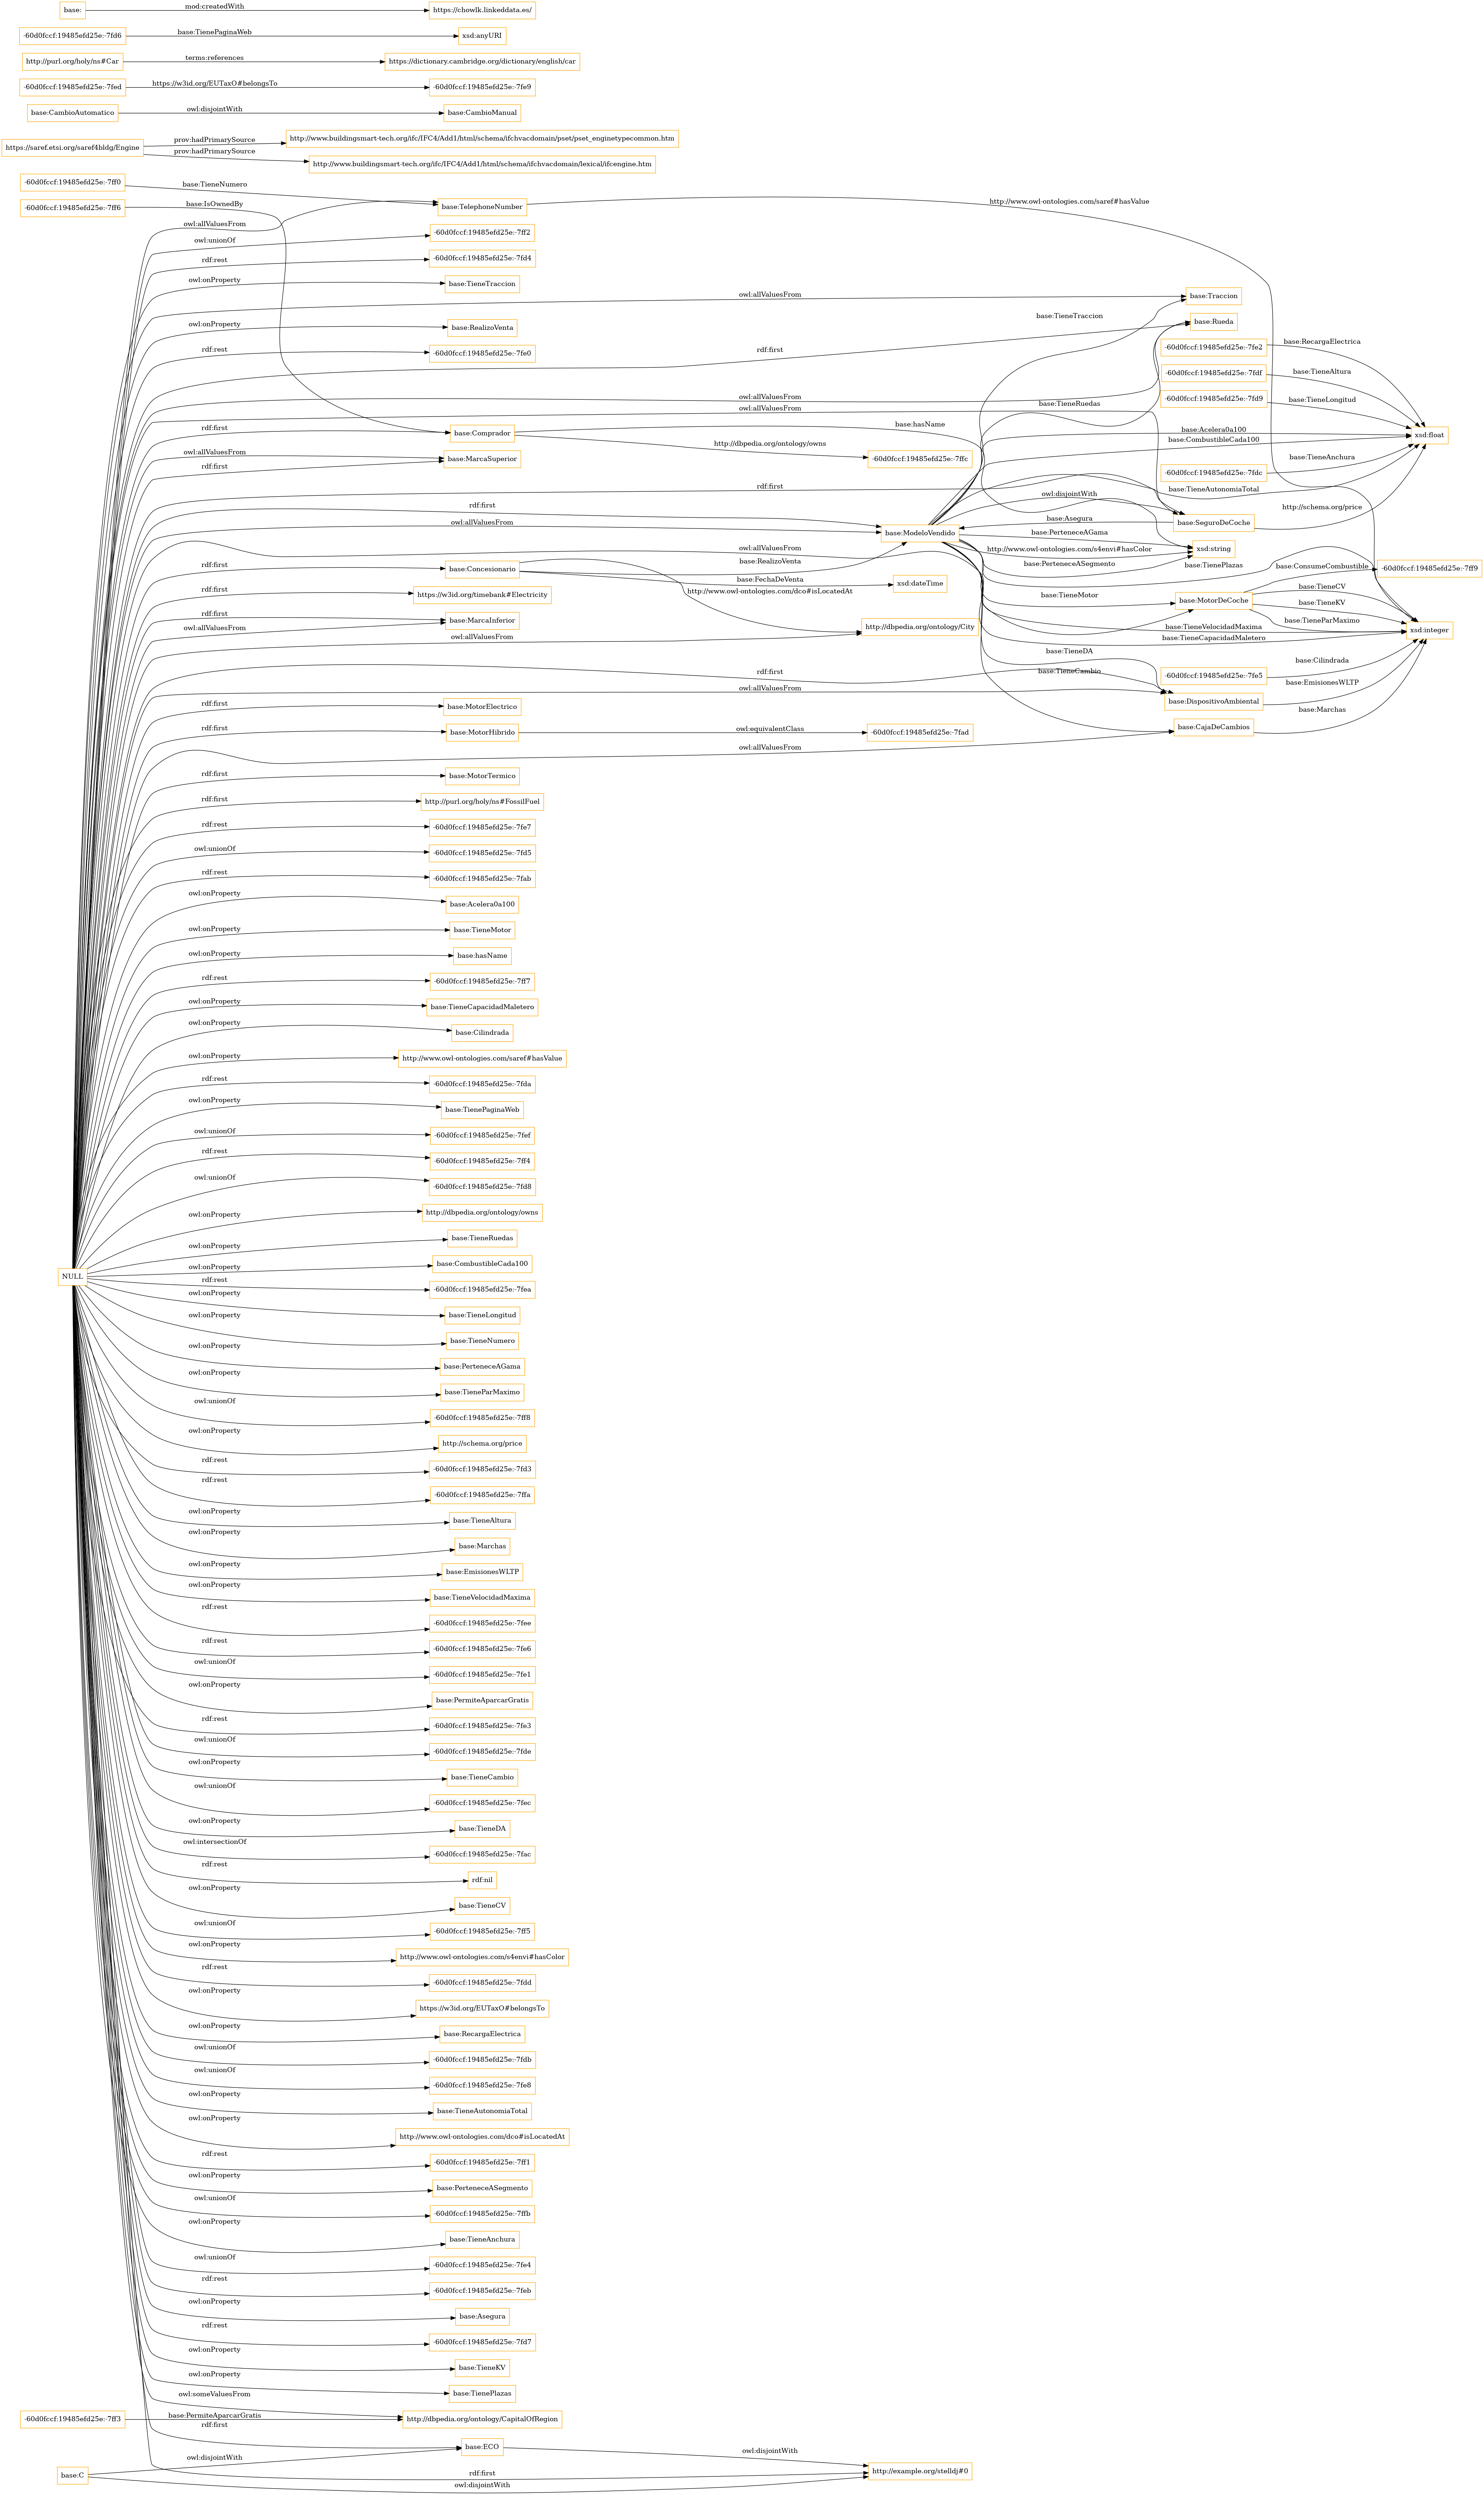 base:
mod:createdWith
https://chowlk.linkeddata.es/
-60d0fccf:19485efd25e:-7fd6
base:TienePaginaWeb
xsd:anyURI
http://purl.org/holy/ns#Car
terms:references
https://dictionary.cambridge.org/dictionary/english/car
-60d0fccf:19485efd25e:-7fed
https://w3id.org/EUTaxO#belongsTo
-60d0fccf:19485efd25e:-7fe9
base:CambioAutomatico
owl:disjointWith
base:CambioManual
https://saref.etsi.org/saref4bldg/Engine
prov:hadPrimarySource
http://www.buildingsmart-tech.org/ifc/IFC4/Add1/html/schema/ifchvacdomain/pset/pset_enginetypecommon.htm
prov:hadPrimarySource
http://www.buildingsmart-tech.org/ifc/IFC4/Add1/html/schema/ifchvacdomain/lexical/ifcengine.htm
-60d0fccf:19485efd25e:-7ff0
base:TieneNumero
-60d0fccf:19485efd25e:-7ff6
base:IsOwnedBy
base:TelephoneNumber
http://www.owl-ontologies.com/saref#hasValue
owl:allValuesFrom
owl:unionOf
-60d0fccf:19485efd25e:-7ff2
rdf:rest
-60d0fccf:19485efd25e:-7fd4
owl:onProperty
base:TieneTraccion
owl:allValuesFrom
base:Traccion
base:TieneTraccion
owl:onProperty
base:RealizoVenta
base:Rueda
rdf:rest
-60d0fccf:19485efd25e:-7fe0
rdf:first
-60d0fccf:19485efd25e:-7fe2
base:RecargaElectrica
-60d0fccf:19485efd25e:-7fdf
base:TieneAltura
-60d0fccf:19485efd25e:-7fd9
base:TieneLongitud
owl:allValuesFrom
owl:allValuesFrom
base:TieneRuedas
rdf:first
base:Comprador
base:hasName
http://dbpedia.org/ontology/owns
-60d0fccf:19485efd25e:-7ffc
base:Acelera0a100
base:CombustibleCada100
xsd:float
owl:allValuesFrom
base:MarcaSuperior
rdf:first
-60d0fccf:19485efd25e:-7fdc
base:TieneAnchura
rdf:first
base:TieneAutonomiaTotal
owl:disjointWith
rdf:first
base:SeguroDeCoche
http://schema.org/price
base:Asegura
owl:allValuesFrom
base:ModeloVendido
base:PerteneceAGama
http://www.owl-ontologies.com/s4envi#hasColor
xsd:string
base:PerteneceASegmento
base:TienePlazas
owl:allValuesFrom
rdf:first
base:Concesionario
base:RealizoVenta
base:FechaDeVenta
xsd:dateTime
http://www.owl-ontologies.com/dco#isLocatedAt
base:ConsumeCombustible
-60d0fccf:19485efd25e:-7ff9
rdf:first
https://w3id.org/timebank#Electricity
base:TieneMotor
base:MotorDeCoche
base:TieneCV
base:TieneKV
base:TieneParMaximo
rdf:first
base:MarcaInferior
owl:allValuesFrom
http://dbpedia.org/ontology/City
owl:allValuesFrom
base:TieneVelocidadMaxima
base:TieneCapacidadMaletero
xsd:integer
base:TieneDA
rdf:first
base:TieneCambio
-60d0fccf:19485efd25e:-7fe5
base:Cilindrada
owl:allValuesFrom
base:DispositivoAmbiental
base:EmisionesWLTP
rdf:first
base:MotorElectrico
rdf:first
base:MotorHibrido
owl:equivalentClass
-60d0fccf:19485efd25e:-7fad
base:CajaDeCambios
base:Marchas
owl:allValuesFrom
rdf:first
base:MotorTermico
rdf:first
http://purl.org/holy/ns#FossilFuel
rdf:rest
-60d0fccf:19485efd25e:-7fe7
owl:unionOf
-60d0fccf:19485efd25e:-7fd5
rdf:rest
-60d0fccf:19485efd25e:-7fab
owl:onProperty
base:Acelera0a100
owl:onProperty
base:TieneMotor
owl:onProperty
base:hasName
rdf:rest
-60d0fccf:19485efd25e:-7ff7
owl:onProperty
base:TieneCapacidadMaletero
owl:onProperty
base:Cilindrada
owl:onProperty
http://www.owl-ontologies.com/saref#hasValue
rdf:rest
-60d0fccf:19485efd25e:-7fda
owl:onProperty
base:TienePaginaWeb
owl:unionOf
-60d0fccf:19485efd25e:-7fef
rdf:rest
-60d0fccf:19485efd25e:-7ff4
owl:unionOf
-60d0fccf:19485efd25e:-7fd8
owl:onProperty
http://dbpedia.org/ontology/owns
owl:onProperty
base:TieneRuedas
NULL
owl:onProperty
base:CombustibleCada100
rdf:rest
-60d0fccf:19485efd25e:-7fea
owl:onProperty
base:TieneLongitud
owl:onProperty
base:TieneNumero
owl:onProperty
base:PerteneceAGama
owl:onProperty
base:TieneParMaximo
owl:unionOf
-60d0fccf:19485efd25e:-7ff8
owl:onProperty
http://schema.org/price
rdf:rest
-60d0fccf:19485efd25e:-7fd3
rdf:rest
-60d0fccf:19485efd25e:-7ffa
owl:onProperty
base:TieneAltura
owl:onProperty
base:Marchas
owl:onProperty
base:EmisionesWLTP
owl:onProperty
base:TieneVelocidadMaxima
rdf:rest
-60d0fccf:19485efd25e:-7fee
rdf:rest
-60d0fccf:19485efd25e:-7fe6
owl:unionOf
-60d0fccf:19485efd25e:-7fe1
owl:onProperty
base:PermiteAparcarGratis
rdf:rest
-60d0fccf:19485efd25e:-7fe3
owl:unionOf
-60d0fccf:19485efd25e:-7fde
owl:onProperty
base:TieneCambio
owl:unionOf
-60d0fccf:19485efd25e:-7fec
owl:onProperty
base:TieneDA
owl:intersectionOf
-60d0fccf:19485efd25e:-7fac
rdf:rest
rdf:nil
owl:onProperty
base:TieneCV
owl:unionOf
-60d0fccf:19485efd25e:-7ff5
owl:onProperty
http://www.owl-ontologies.com/s4envi#hasColor
rdf:rest
-60d0fccf:19485efd25e:-7fdd
owl:onProperty
https://w3id.org/EUTaxO#belongsTo
owl:onProperty
base:RecargaElectrica
owl:unionOf
-60d0fccf:19485efd25e:-7fdb
owl:unionOf
-60d0fccf:19485efd25e:-7fe8
owl:onProperty
base:TieneAutonomiaTotal
owl:onProperty
http://www.owl-ontologies.com/dco#isLocatedAt
rdf:rest
-60d0fccf:19485efd25e:-7ff1
owl:onProperty
base:PerteneceASegmento
owl:unionOf
-60d0fccf:19485efd25e:-7ffb
owl:onProperty
base:TieneAnchura
owl:unionOf
-60d0fccf:19485efd25e:-7fe4
rdf:rest
-60d0fccf:19485efd25e:-7feb
owl:onProperty
base:Asegura
rdf:rest
-60d0fccf:19485efd25e:-7fd7
owl:onProperty
base:TieneKV
owl:onProperty
base:TienePlazas
owl:someValuesFrom
-60d0fccf:19485efd25e:-7ff3
base:PermiteAparcarGratis
http://dbpedia.org/ontology/CapitalOfRegion
rdf:first
base:ECO
owl:disjointWith
owl:disjointWith
base:C
rdf:first
http://example.org/stelldj#0
owl:disjointWith